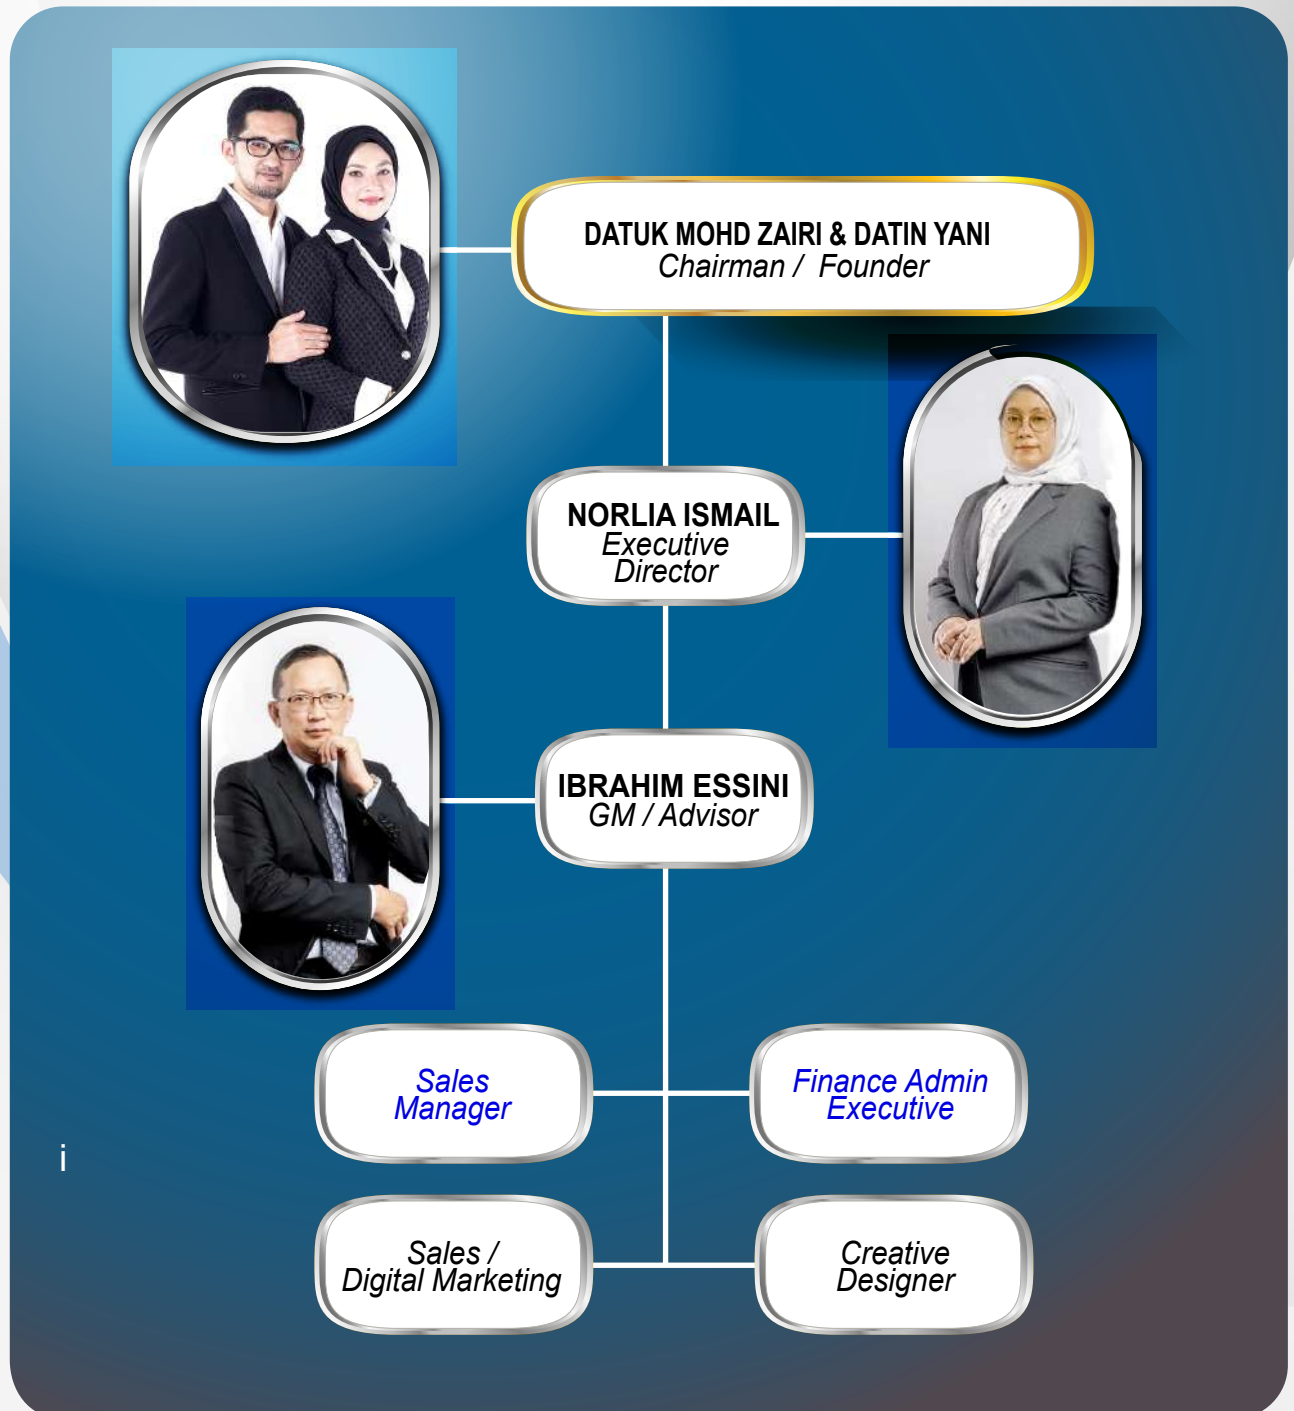 DATUK MOHD ZAIRI & DATIN YANI
Chairman / Founder
NORLIA ISMAIL
Executive
Director
IBRAHIM ESSINI
GM / Advisor
Sales
Manager
Finance Admin
Executive
i
Sales /
Digital Marketing
Creative
Designer